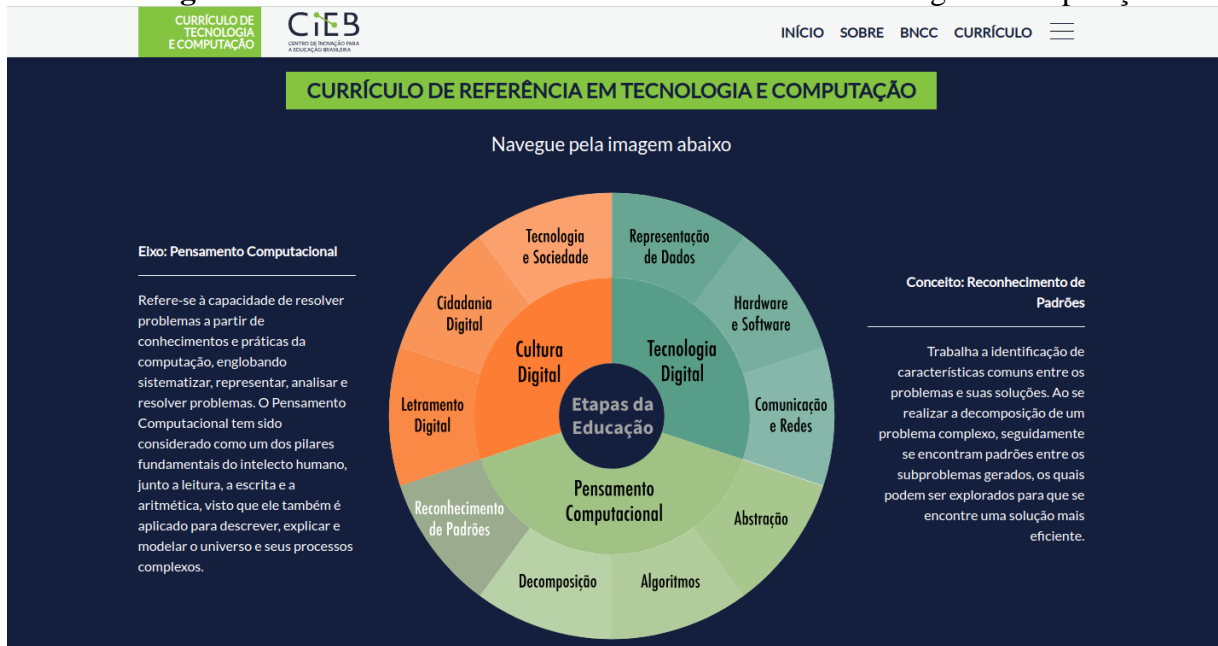 CURRÍCULO DE
TECNOLOGIA
E COMPUTAÇÃO
CIEB
CENTRO DE INOVAÇÃO PARA
A EDUCAÇÃO BRASILEIRA
INÍCIO SOBRE BNCC CURRÍCULO
CURRÍCULO DE REFERÊNCIA EM TECNOLOGIA E COMPUTAÇÃO
Navegue pela imagem abaixo
Eixo: Pensamento Computacional
Refere-se à capacidade de resolver
problemas a partir de
conhecimentos e práticas da
computação, englobando
sistematizar, representar, analisar e
resolver problemas. O Pensamento
Computacional tem sido
considerado como um dos pilares
fundamentais do intelecto humano,
junto a leitura, a escrita e a
aritmética, visto que ele também é
aplicado para descrever, explicar e
modelar o universo e seus processos
complexos.
Tecnologia
e Sociedade
Representação
de Dados
Cidadania
Digital
Hardware
e Software
Cultura
Digital
Tecnologia
Digital
Letramento
Digital
Etapas da
Educação
Comunicação
e Redes
Pensamento
Computacional
Reconhecimento
de Padrões
Abstração
Decomposição
Algoritmos
Conceito: Reconhecimento de
Padrões
Trabalha a identificação de
características comuns entre os
problemas e suas soluções. Ao se
realizar a decomposição de um
problema complexo, seguidamente
se encontram padrões entre os
subproblemas gerados, os quais
podem ser explorados para que se
encontre uma solução mais
eficiente.